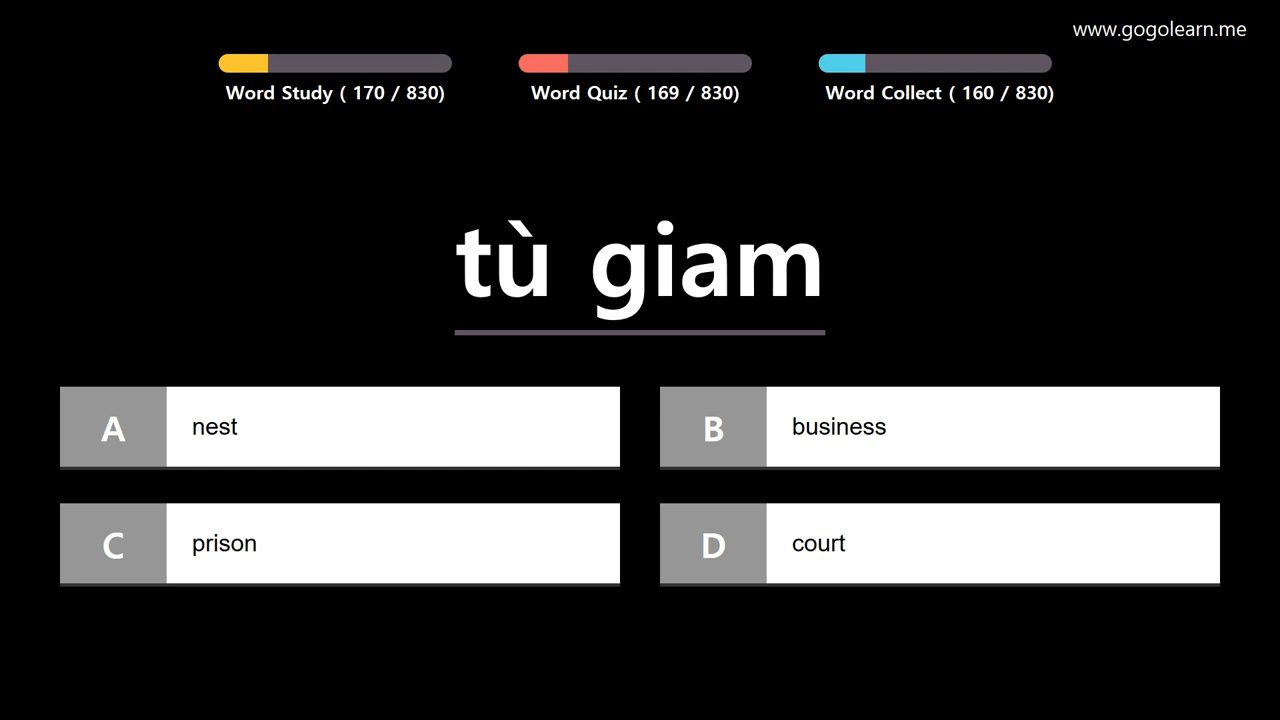 www.gogolearn.me
Word Study ( 170 / 830)
Word Quiz ( 169 / 830)
Word Collect ( 160 / 830)
tù giam
A nest
B business
C prison
D court